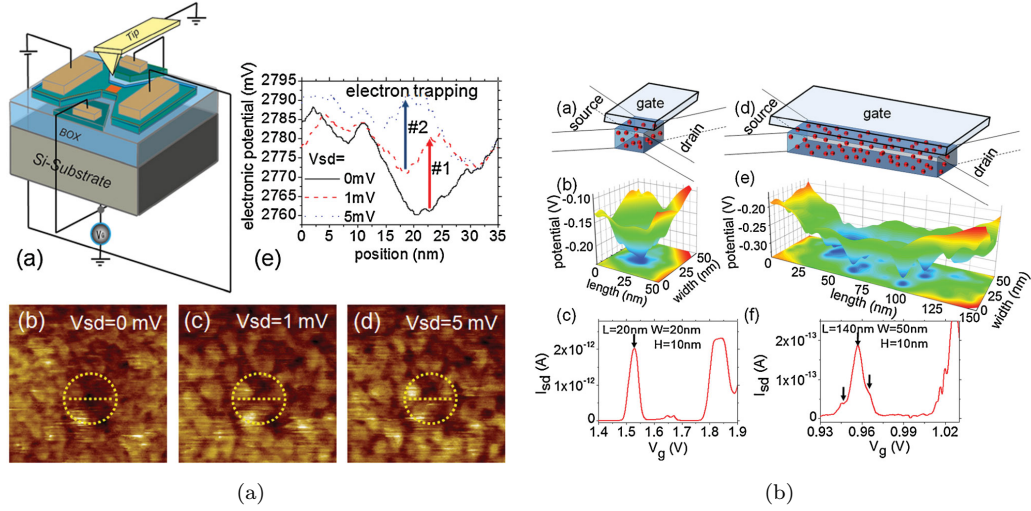 Tip
BOX
Si-Substrate
V
(a)
electronic potential (mV)
2795
2790
2785
2780
2775
2770
2765
2760
electron trapping
#2
#1
Vsd=
0mV
1mV
5mV
0 5 10 15 20 25 30 35
position (nm)
(e)
(b) Vsd=0 mV
(c) Vsd=1 mV
(d) Vsd=5 mV
(a)
(a)
source
gate
drain
(b)
potential (V)
-0.10
-0.15
-0.20
0 25 50
length (nm)
0 25 50
width (nm)
(c)
L=20nm W=20nm
H=10nm
Isd (A)
2x10⁻¹²
1x10⁻¹²
0
1.4 1.5 1.6 1.7 1.8 1.9
Vg (V)
(d)
source
gate
drain
(e)
potential (V)
-0.20
-0.25
-0.30
0 25 50 75 100 125 150
length (nm)
0 25 50
width (nm)
(f)
L=140nm W=50nm
H=10nm
Isd (A)
2x10⁻¹³
1x10⁻¹³
0
0.93 0.96 0.99 1.02
Vg (V)
(b)